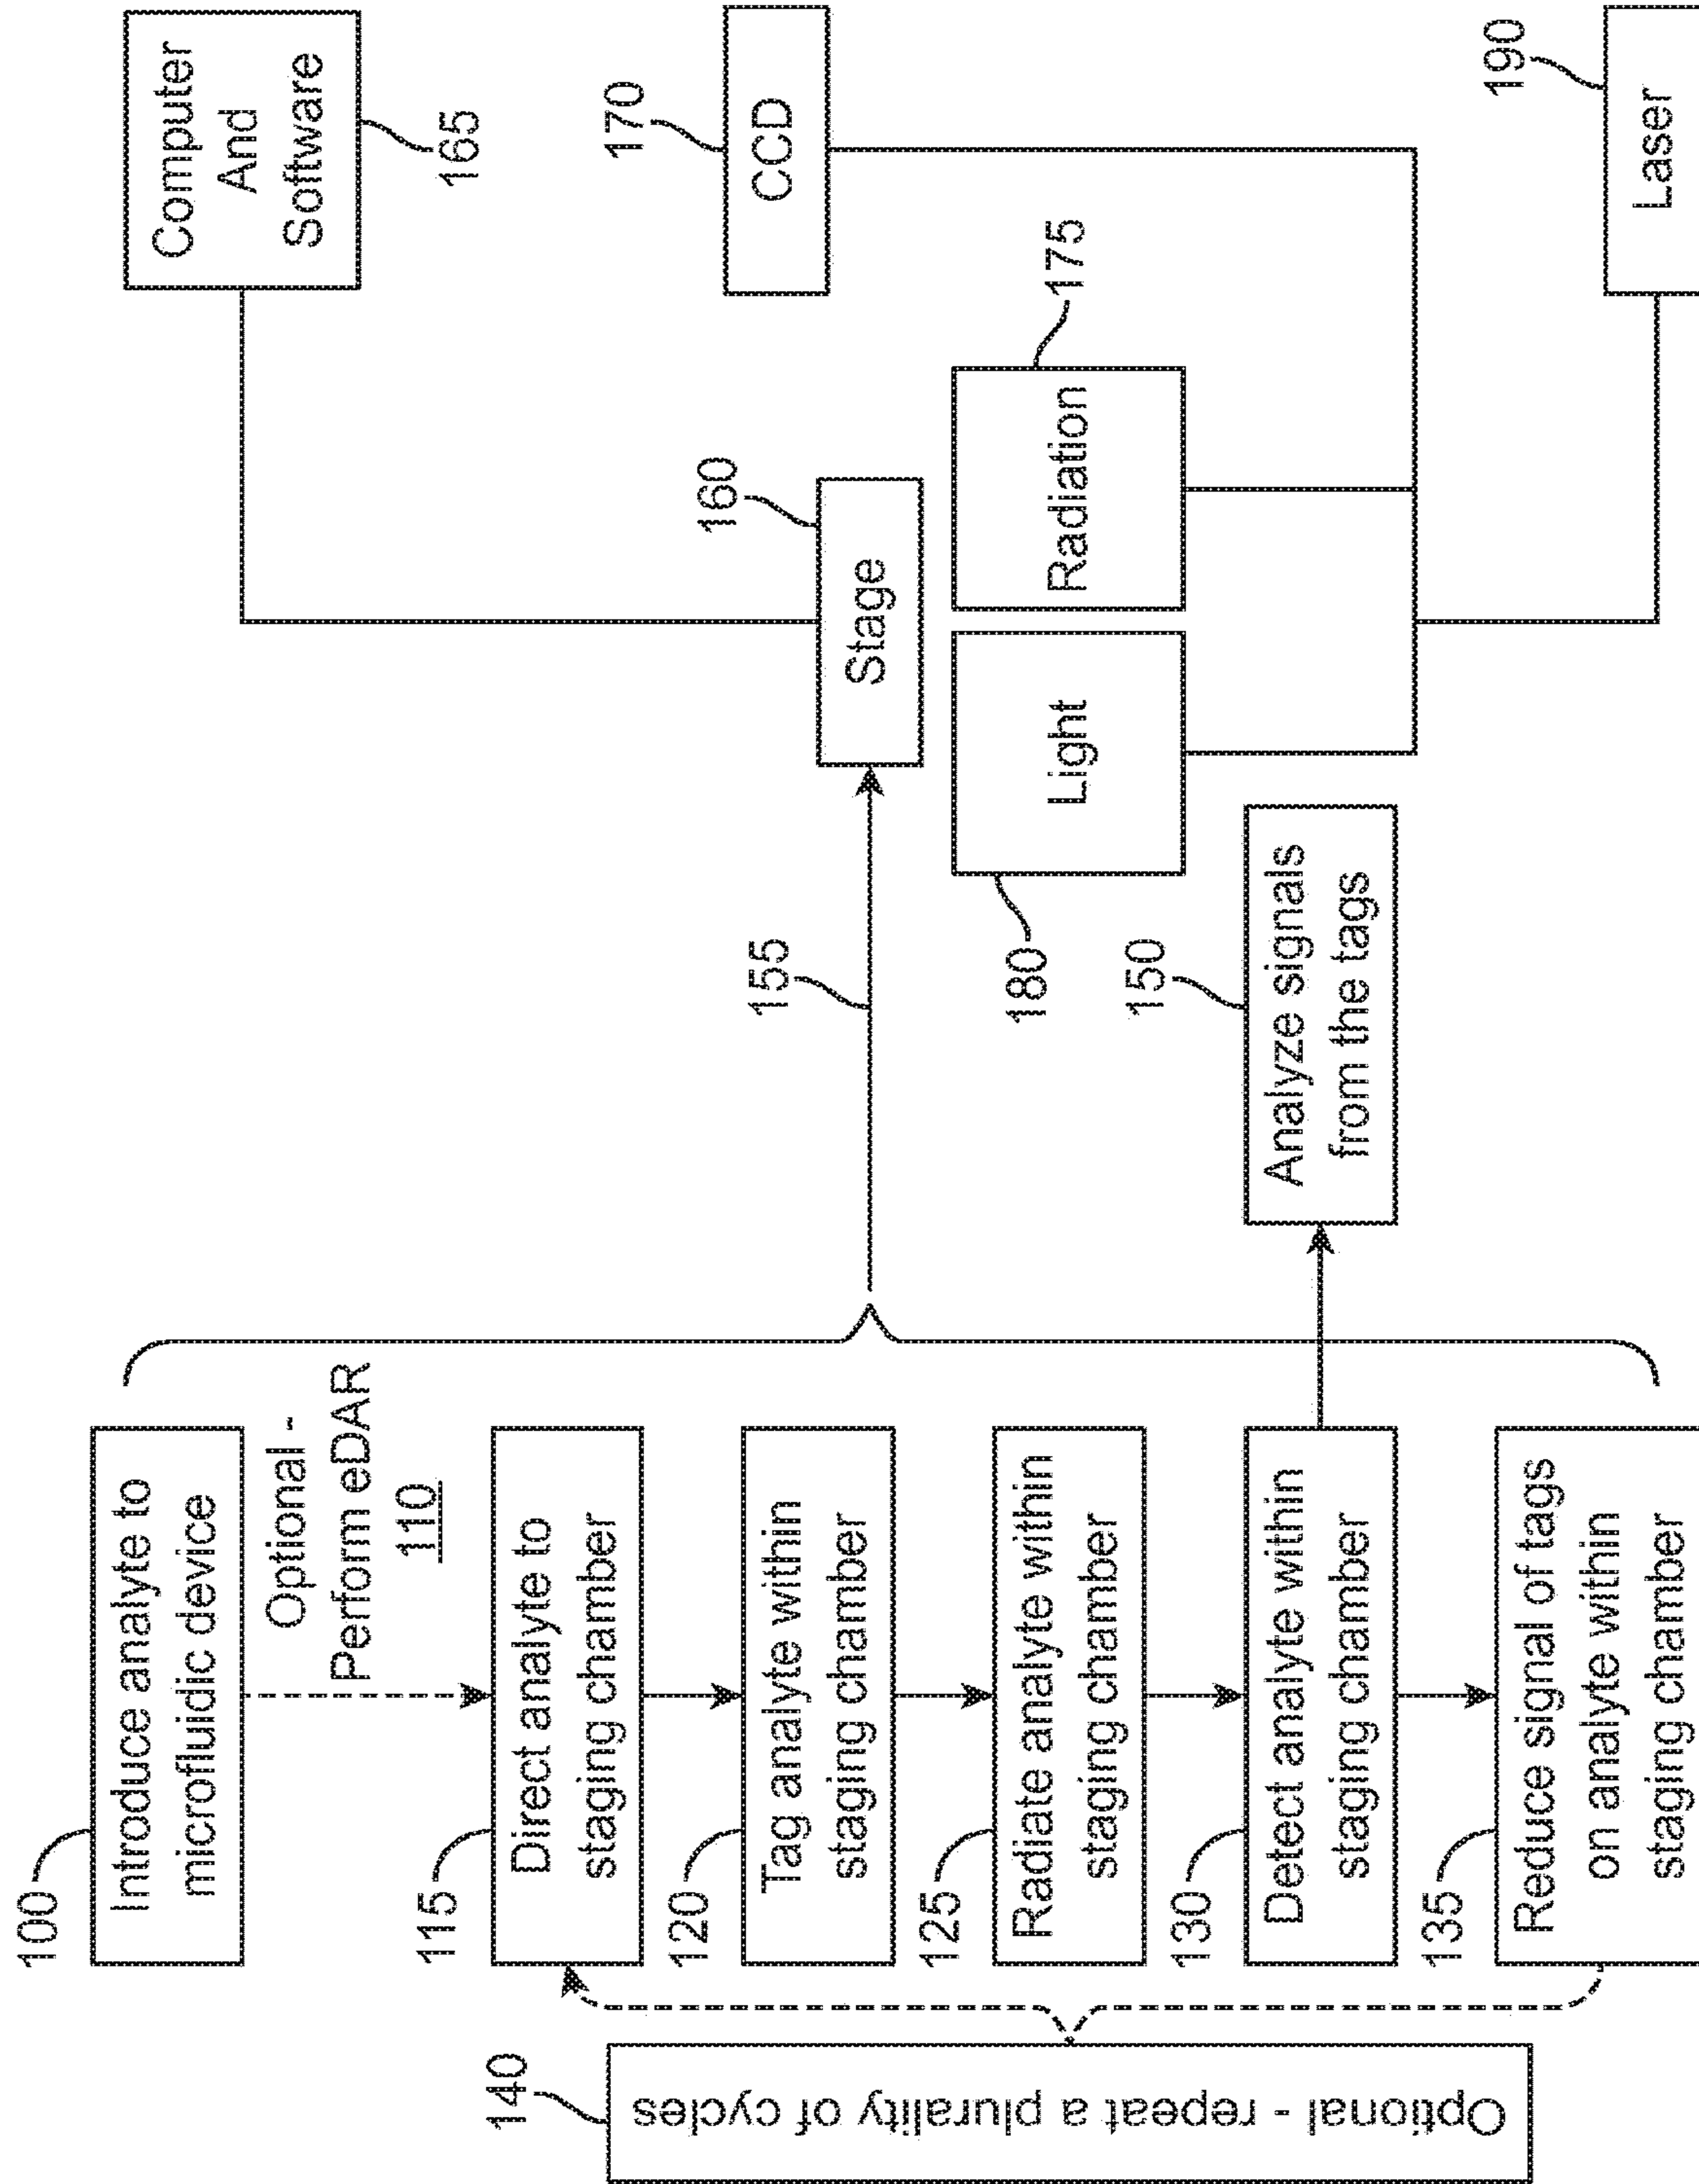 100
Introduce analyte to
microfluidic device
Optional -
Perform eDAR
110
115
Direct analyte to
staging chamber
120
Tag analyte within
staging chamber
125
Radiate analyte within
staging chamber
130
Detect analyte within
staging chamber
135
Reduce signal of tags
on analyte within
staging chamber
140
Optional - repeat a plurality of cycles
150
Analyze signals
from the tags
155
160
Stage
Computer
And
Software
165
170
CCD
175
Radiation
180
Light
190
Laser